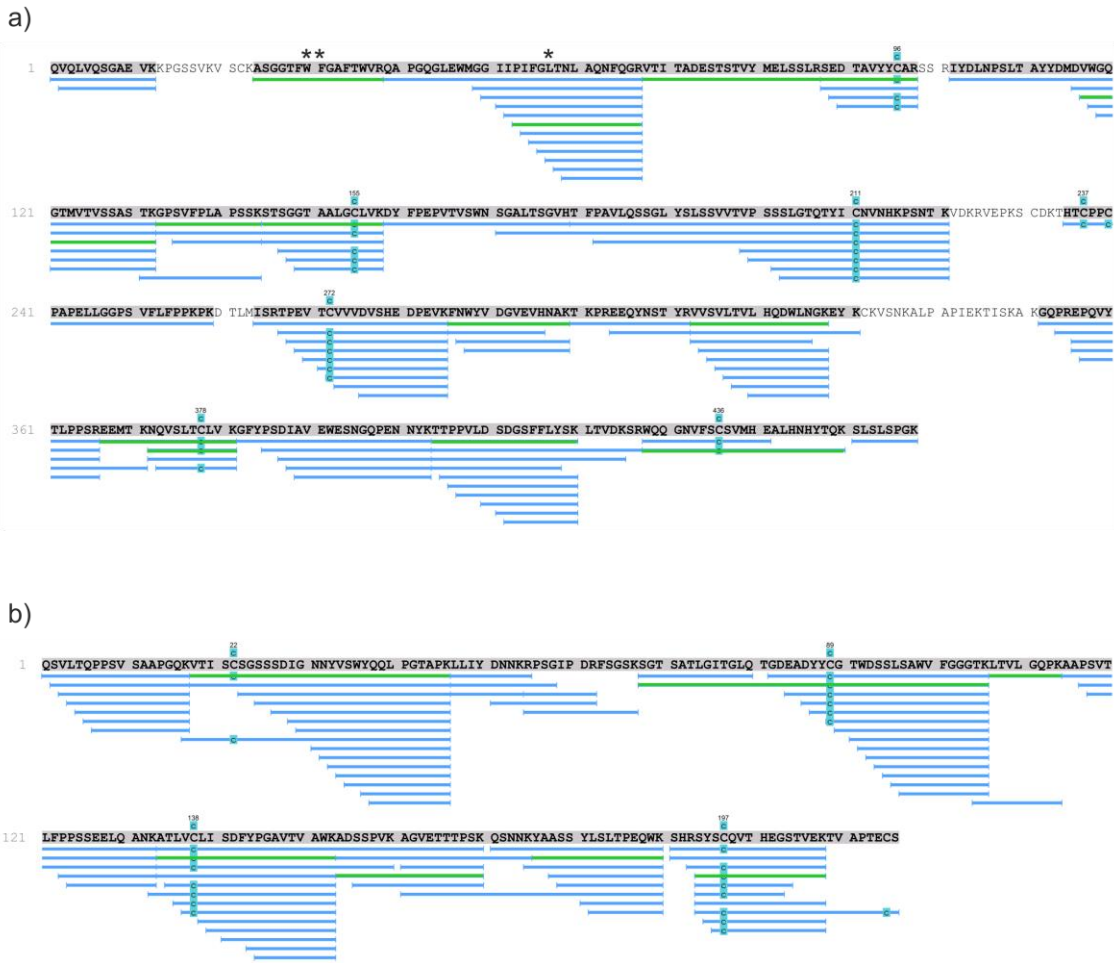 a)
* * *
96
C
1 QVQLVQSGAE VKKPGSSVKV SCKASGGTFW FGAFTWVRQA PGQGLEWMGG IIPIFGLTNL AQNFQGRVTI TADESTSTVY MELSSLRSED TAVYYCARSS RIYDLNPSLT AYYDMDVWGQ
155 211 237
C C C
121 GTMVTVSSAS TKGPSVFPLA PSSKSTSGGT AALGCLVKDY FPEPVTVSWN SGALTSGVHT FPAVLQSSGL YSLSSVVTVP SSSLGTQTYI CNVNHKPSNT KVDKRVEPKS CDKTHTCPPC
272
C
241 PAPELLGGPS VFLFPPKPKD TLMISRTPEV TCVVVDVSHE DPEVKFNWYV DGVEVHNAKT KPREEQYNST YRVVSVLTVL HQDWLNGKEY KCKVSNKALP APIEKTISKA KGQPREPQVY
378 436
C C
361 TLPPSREEMT KNQVSLTCLV KGFYPSDIAV EWESNGQPEN NYKTTPPVLD SDGSFFLYSK LTVDKSRWQQ GNVFSCSVMH EALHNHYTQK SLSLSPGK
b)
22 89
C C
1 QSVLTQPPSV SAAPGQKVTI SCSGSSSDIG NNYVSWYQQL PGTAPKLLIY DNNKRPSGIP DRFSGSKSGT SATLGITGLQ TGDEADYYCG TWDSSLSAWV FGGGTKLTVL GQPKAAPSVT
138 197
C C
121 LFPPSSEELQ ANKATLVCLI SDFYPGAVTV AWKADSSPVK AGVETTTPSK QSNNKYAASS YLSLTPEQWK SHRSYSCQVT HEGSTVEKTV APTECS